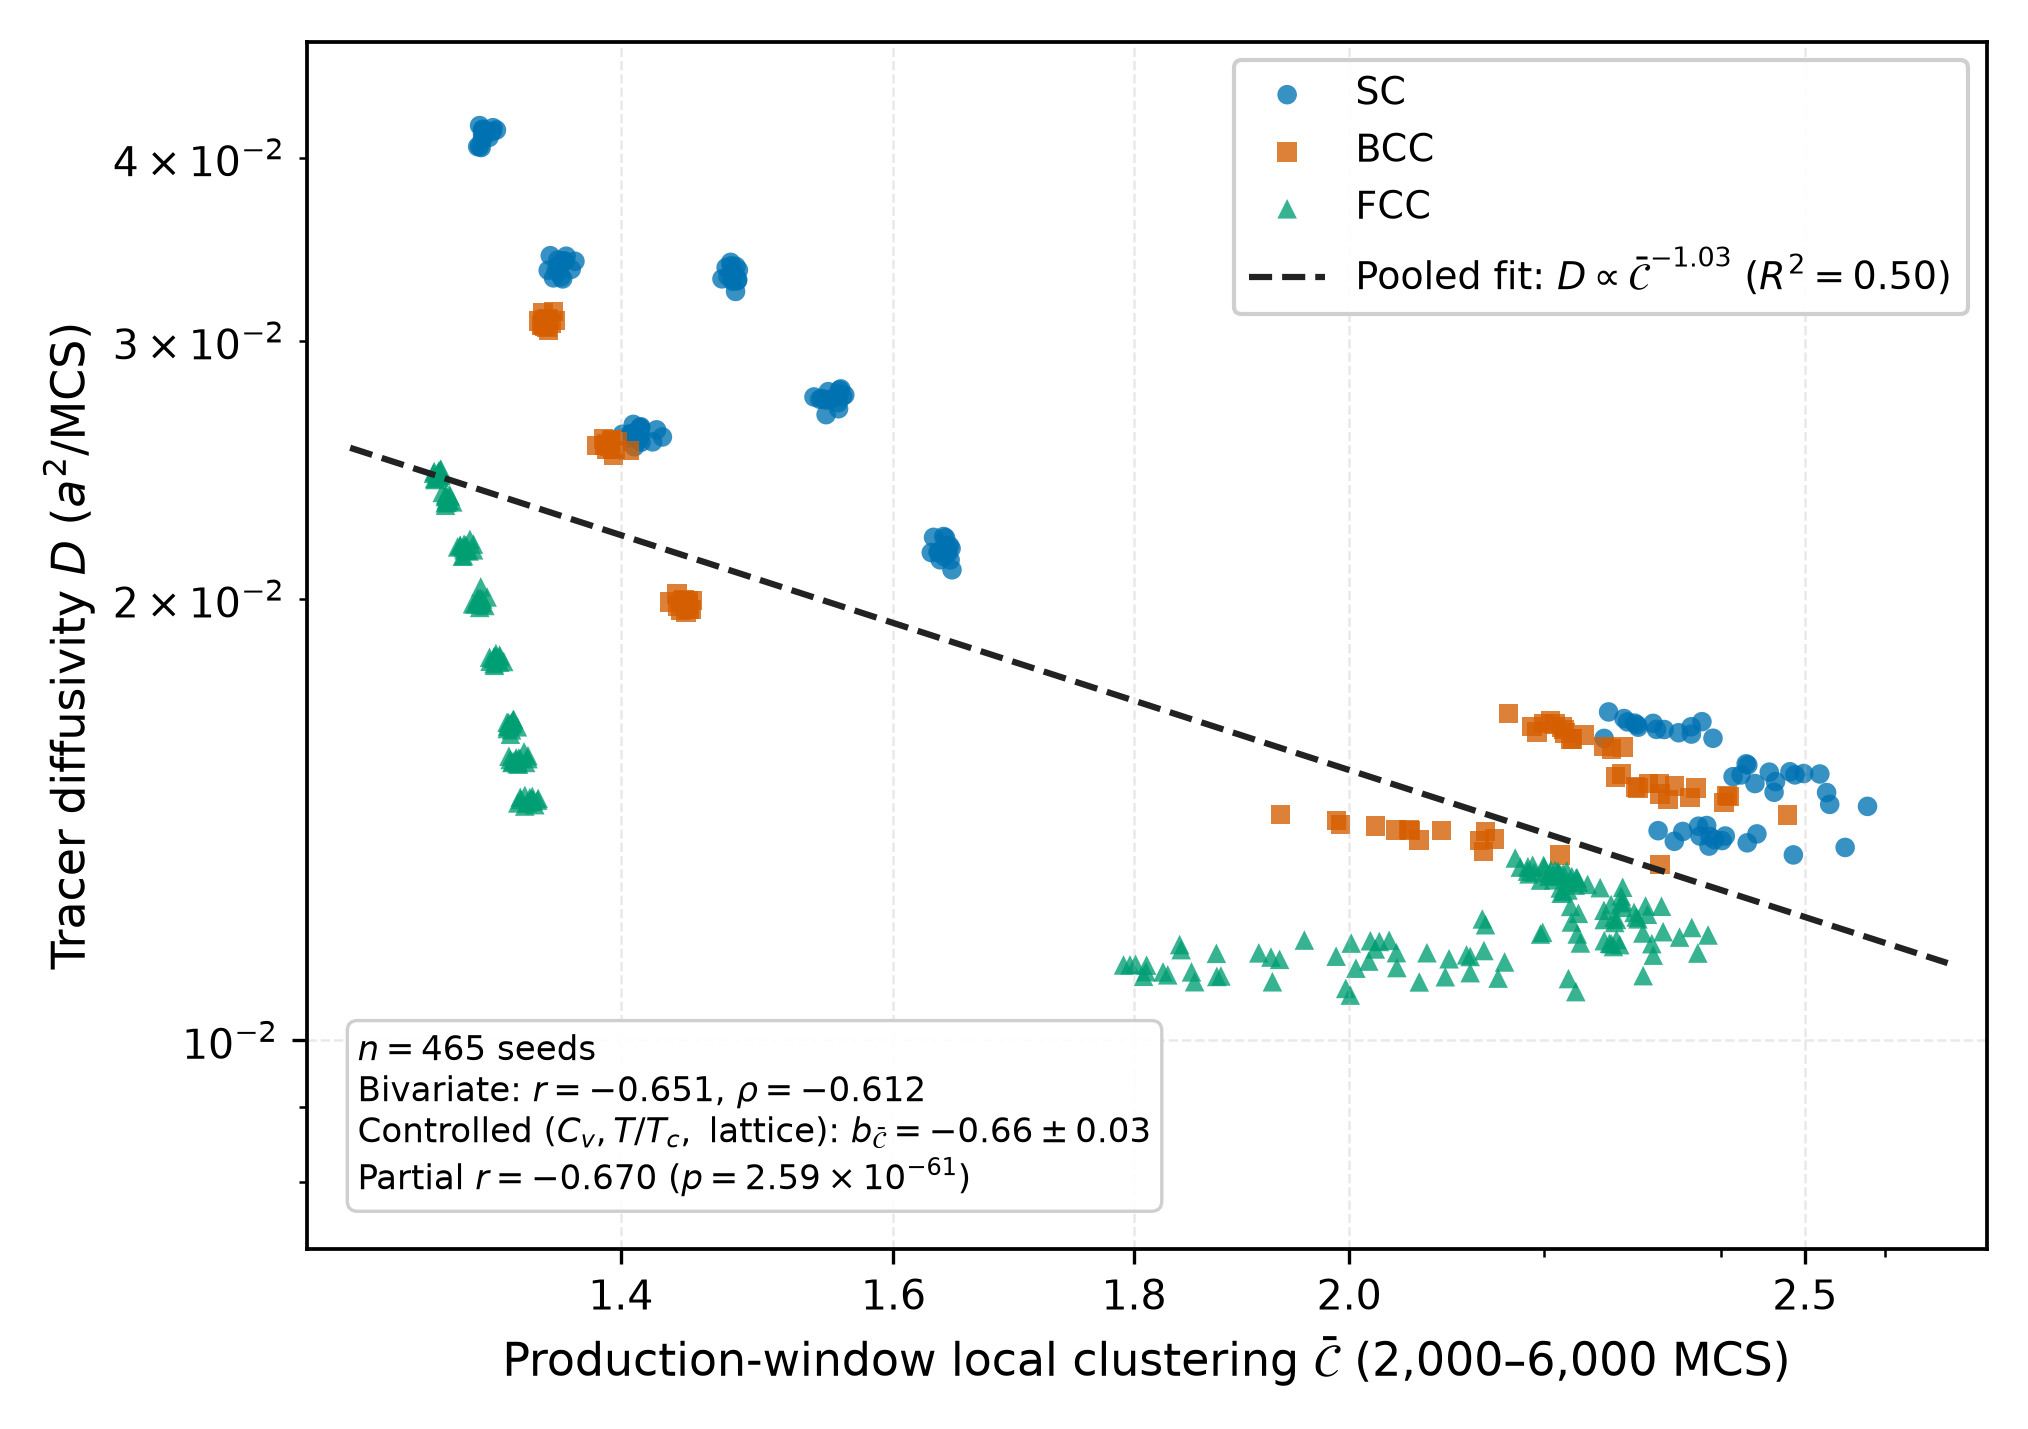 SC
BCC
FCC
Pooled fit: D ∝ 𝒞̄^−1.03 (R² = 0.50)
4 × 10⁻²
3 × 10⁻²
2 × 10⁻²
10⁻²
Tracer diffusivity D (a²/MCS)
n = 465 seeds
Bivariate: r = −0.651, ρ = −0.612
Controlled (C_v, T/T_c, lattice): b_𝒞̄ = −0.66 ± 0.03
Partial r = −0.670 (p = 2.59 × 10⁻⁶¹)
1.4 1.6 1.8 2.0 2.5
Production-window local clustering 𝒞̄ (2,000–6,000 MCS)